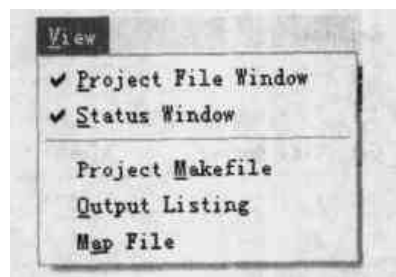 View
✔ Project File Window
✔ Status Window
Project Makefile
Output Listing
Map File